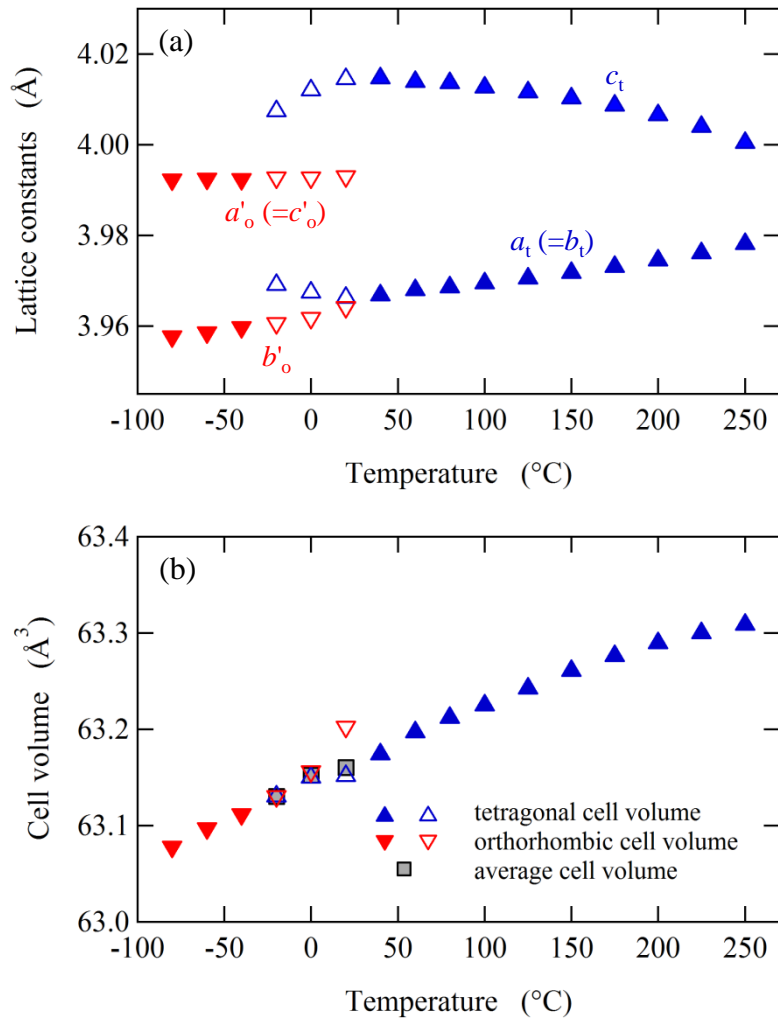 (a)
4.02
4.00
3.98
3.96
Lattice constants (Å)
c_t
a'_o (=c'_o)
a_t (=b_t)
b'_o
-100 -50 0 50 100 150 200 250
Temperature (°C)
(b)
63.4
63.3
63.2
63.1
63.0
Cell volume (Å³)
tetragonal cell volume
orthorhombic cell volume
average cell volume
-100 -50 0 50 100 150 200 250
Temperature (°C)